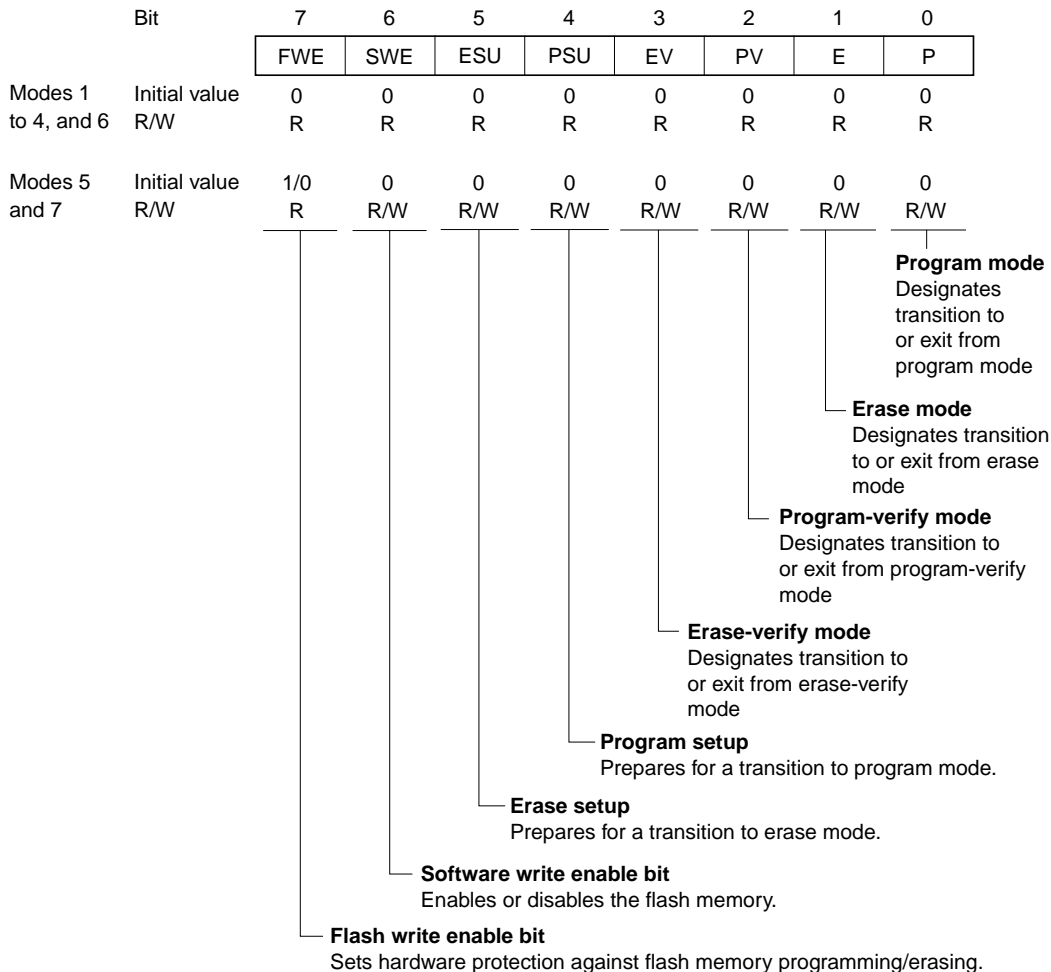 Bit 7 6 5 4 3 2 1 0
FWE SWE ESU PSU EV PV E P
Modes 1 Initial value 0 0 0 0 0 0 0 0
to 4, and 6 R/W R R R R R R R R
Modes 5 Initial value 1/0 0 0 0 0 0 0 0
and 7 R/W R R/W R/W R/W R/W R/W R/W R/W
Program mode
Designates
transition to
or exit from
program mode
Erase mode
Designates transition
to or exit from erase
mode
Program-verify mode
Designates transition to
or exit from program-verify
mode
Erase-verify mode
Designates transition to
or exit from erase-verify
mode
Program setup
Prepares for a transition to program mode.
Erase setup
Prepares for a transition to erase mode.
Software write enable bit
Enables or disables the flash memory.
Flash write enable bit
Sets hardware protection against flash memory programming/erasing.